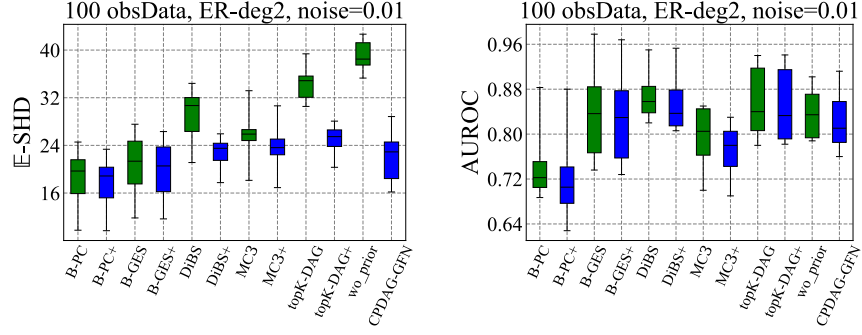 100 obsData, ER-deg2, noise=0.01
𝔼-SHD
40
32
24
16
B-PC
B-PC+
B-GES
B-GES+
DiBS
DiBS+
MC3
MC3+
topK-DAG
topK-DAG+
wo_prior
CPDAG-GFN
100 obsData, ER-deg2, noise=0.01
AUROC
0.96
0.88
0.80
0.72
0.64
B-PC
B-PC+
B-GES
B-GES+
DiBS
DiBS+
MC3
MC3+
topK-DAG
topK-DAG+
wo_prior
CPDAG-GFN